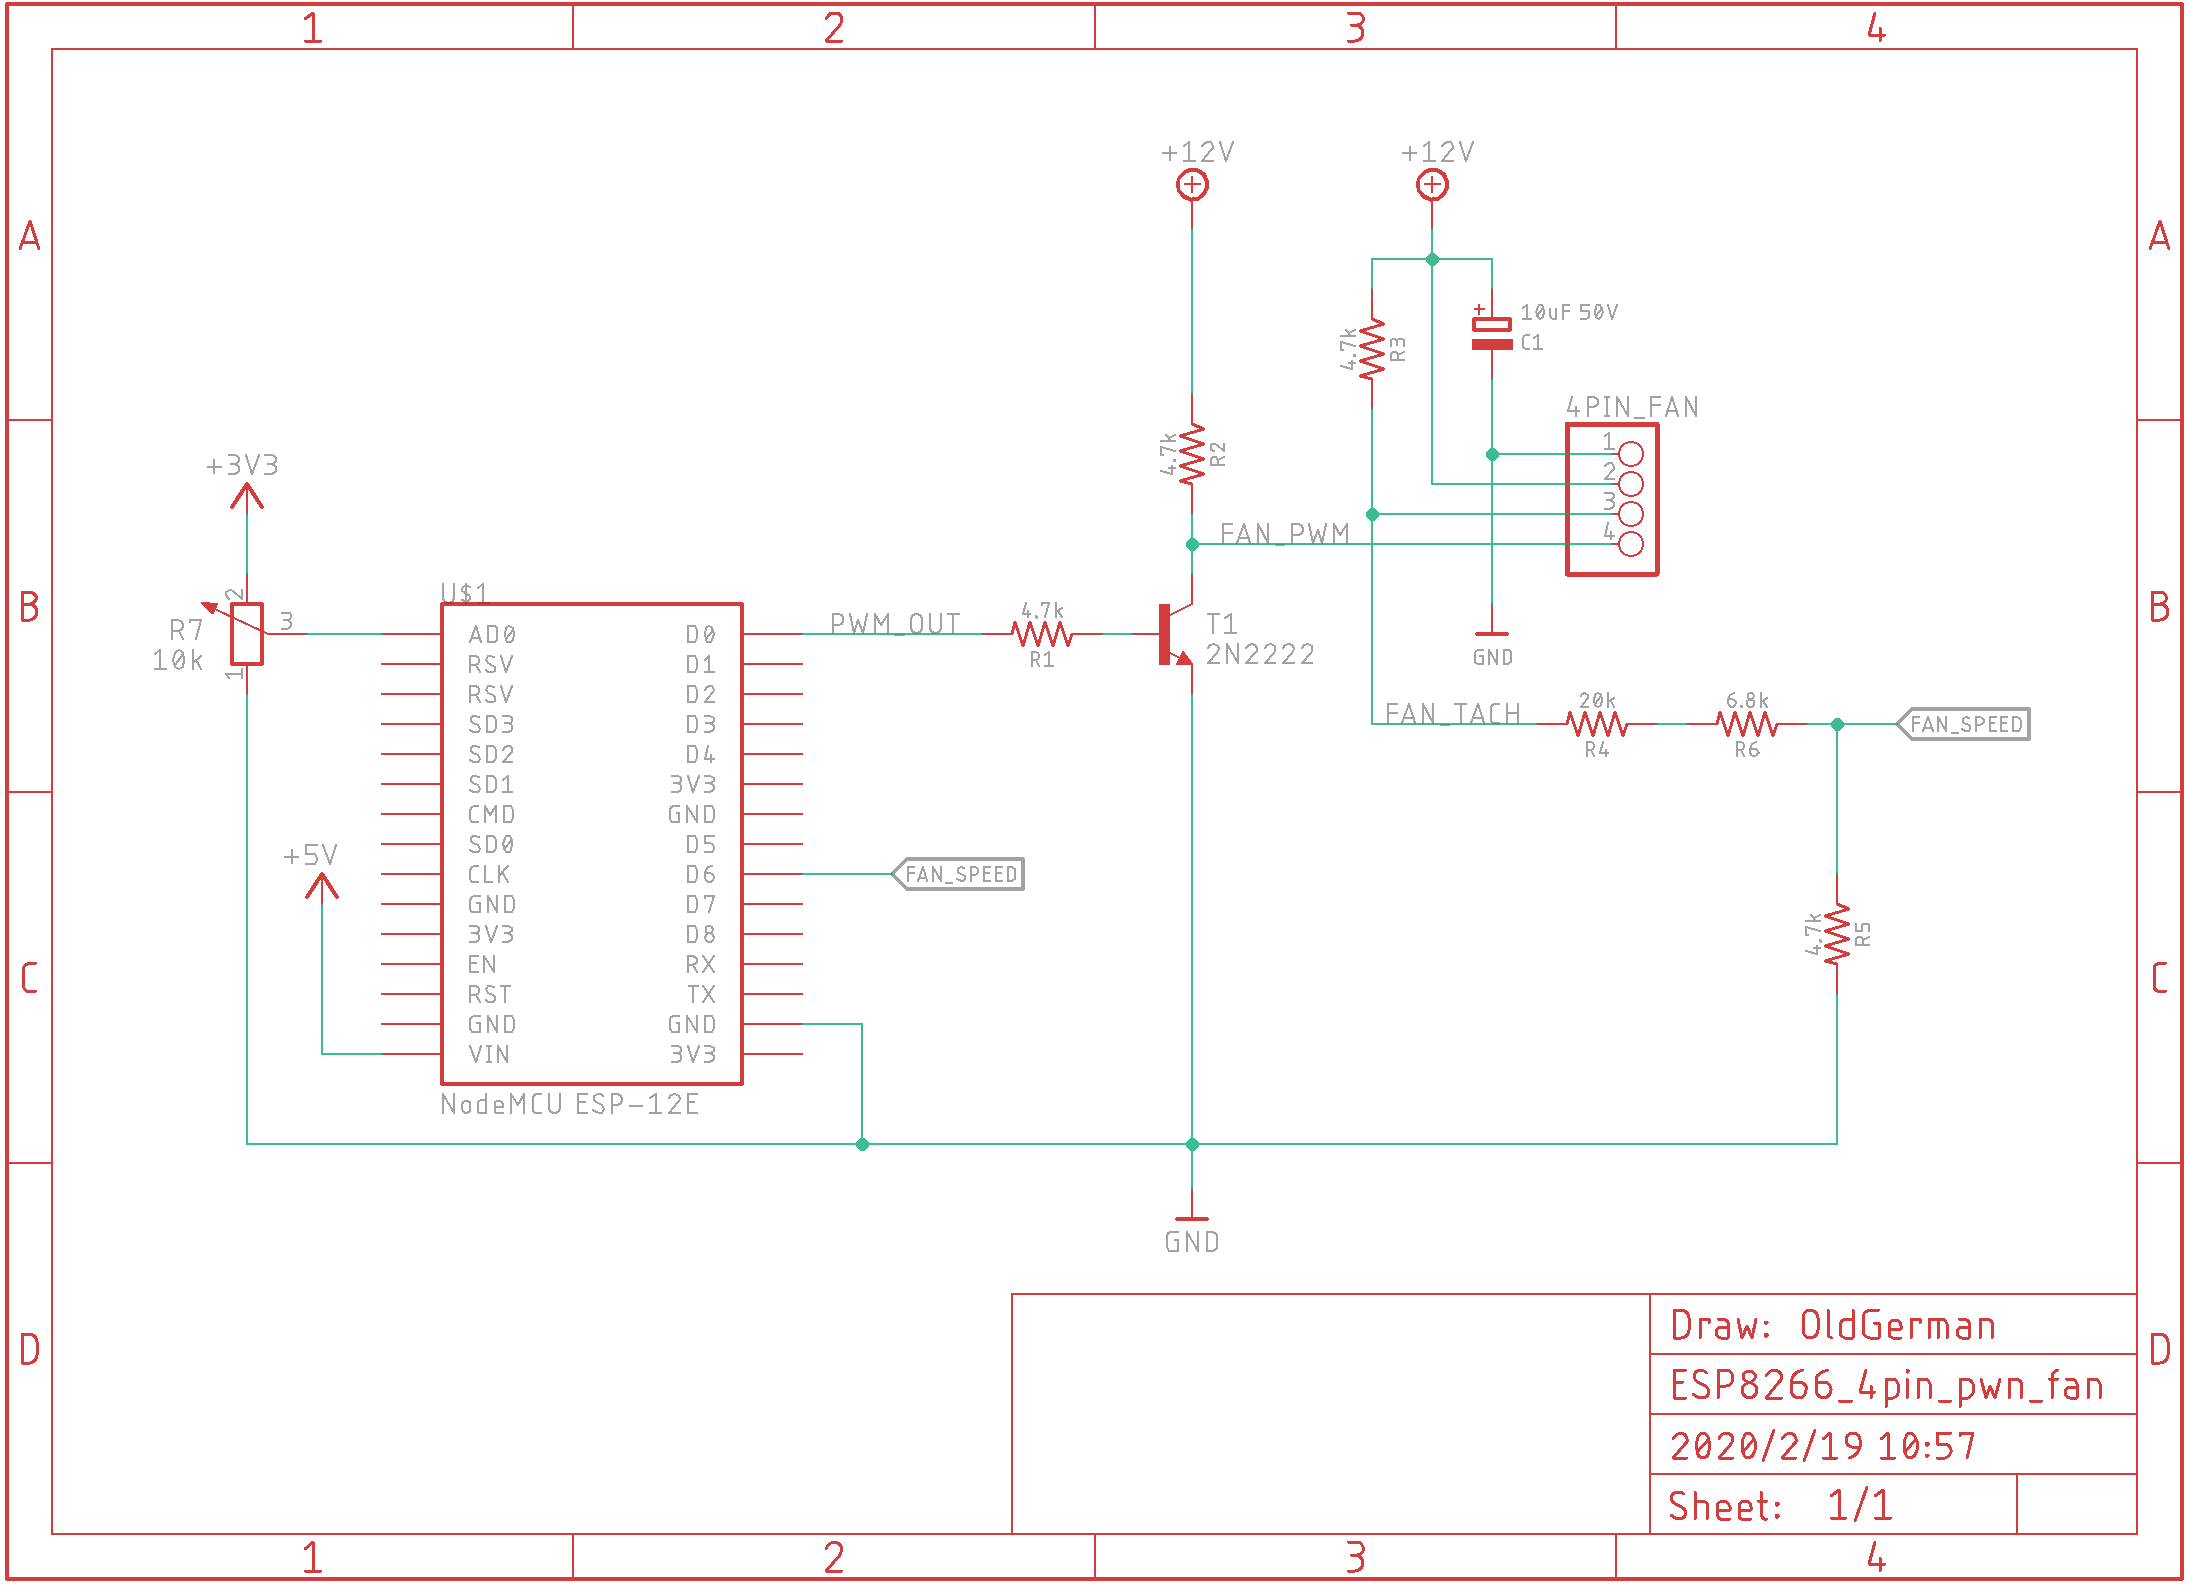 1 2 3 4
A A
+12V +12V
10uF 50V
C1
4.7k R3
4PIN_FAN
1
2
3
4
4.7k R2
FAN_PWM
+3V3
B B
2
3
1
R7
10k
U$1
AD0 D0
RSV D1
RSV D2
SD3 D3
SD2 D4
SD1 3V3
CMD GND
SD0 D5
CLK D6
GND D7
3V3 D8
EN RX
RST TX
GND GND
VIN 3V3
NodeMCU ESP-12E
PWM_OUT
4.7k
R1
T1
2N2222
GND
FAN_TACH
20k
R4
6.8k
R6
FAN_SPEED
+5V
FAN_SPEED
4.7k R5
C C
GND
D D
Draw: OldGerman
ESP8266_4pin_pwn_fan
2020/2/19 10:57
Sheet: 1/1
1 2 3 4